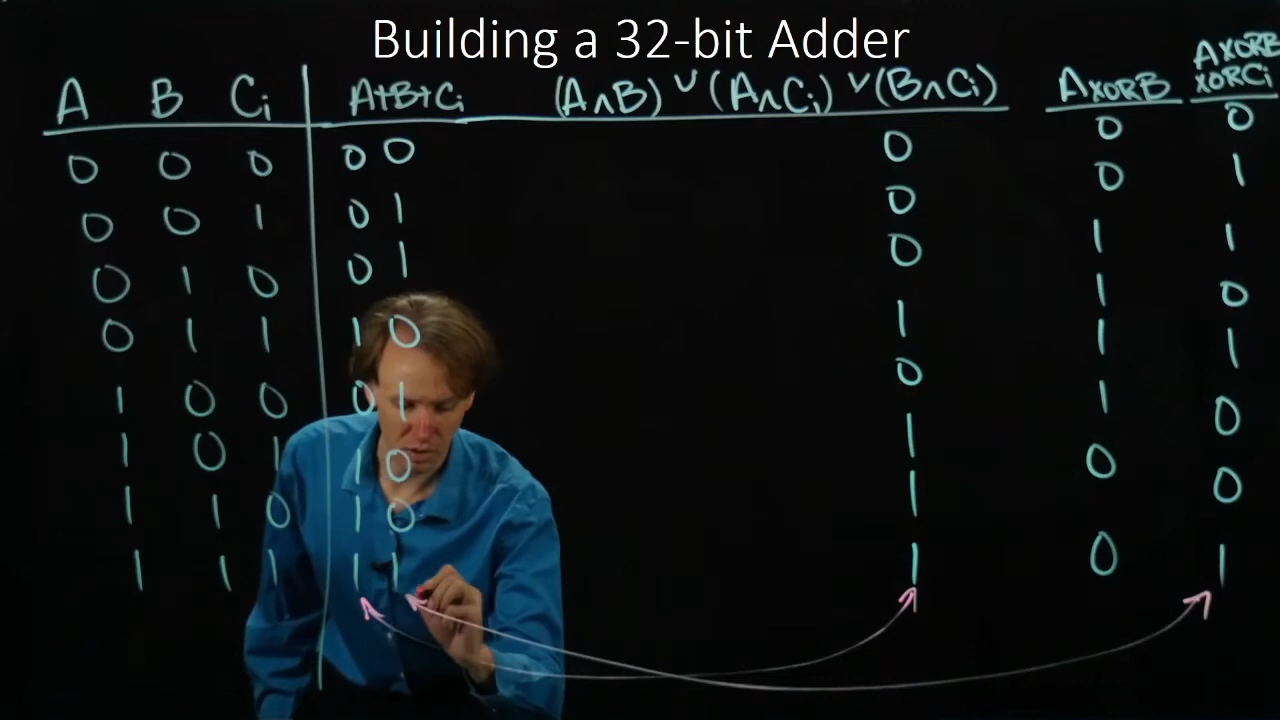 Building a 32-bit Adder
A B Ci A+B+Ci (A∧B) ∨ (A∧Ci) ∨ (B∧Ci) AXORB AXORB XORCi
0 0 0 0 0 0 0 0
0 0 1 0 1 0 0 1
0 1 0 0 1 0 1 1
0 1 1 1 0 1 1 0
1 0 0 0 1 0 1 1
1 0 1 1 0 1 1 0
1 1 0 1 0 1 0 0
1 1 1 1 1 1 0 1